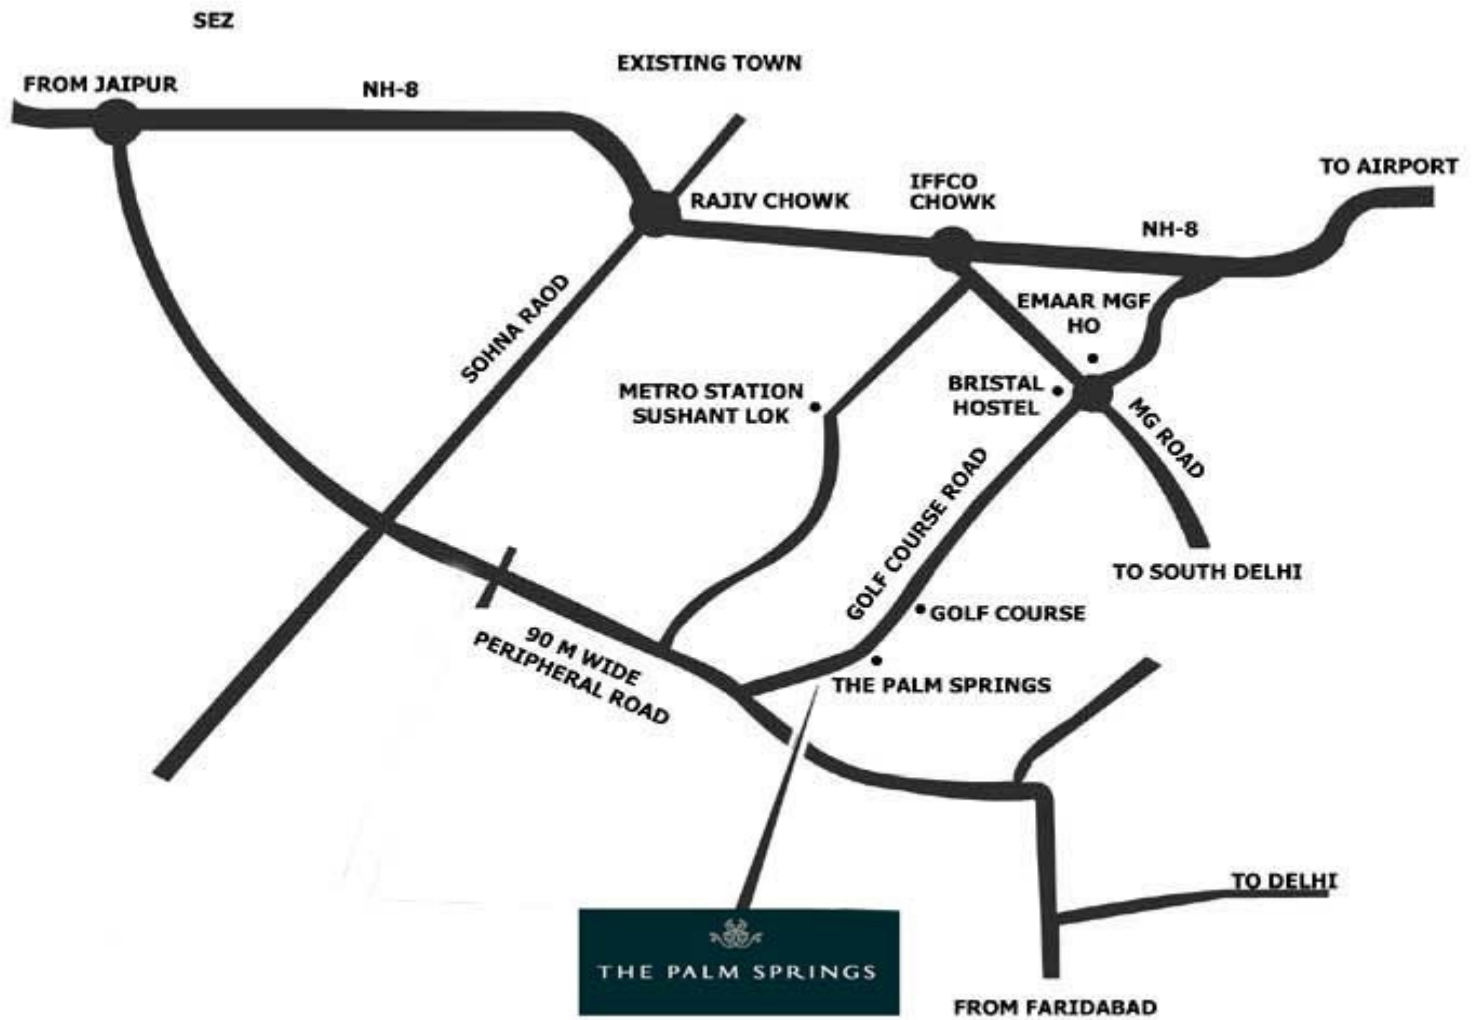 SEZ
EXISTING TOWN
FROM JAIPUR
NH-8
TO AIRPORT
IFFCO
CHOWK
RAJIV CHOWK
NH-8
EMAAR MGF
HO
SOHNA RAOD
METRO STATION
SUSHANT LOK
BRISTAL
HOSTEL
MG ROAD
GOLF COURSE ROAD
TO SOUTH DELHI
GOLF COURSE
90 M WIDE
PERIPHERAL ROAD
THE PALM SPRINGS
TO DELHI
THE PALM SPRINGS
FROM FARIDABAD